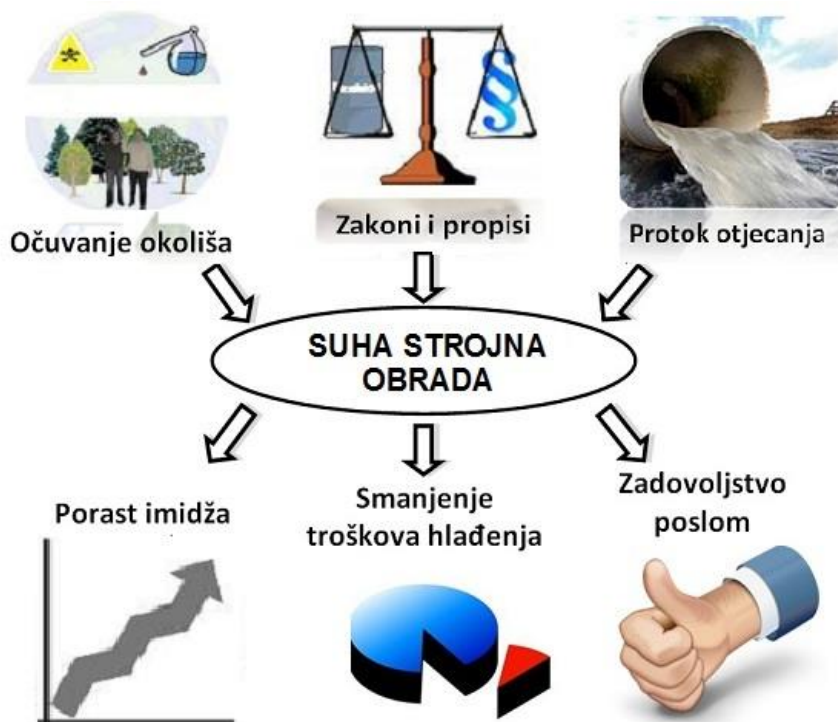 Očuvanje okoliša
Zakoni i propisi
Protok otjecanja
SUHA STROJNA
OBRADA
Porast imidža
Smanjenje
troškova hlađenja
Zadovoljstvo
poslom
§